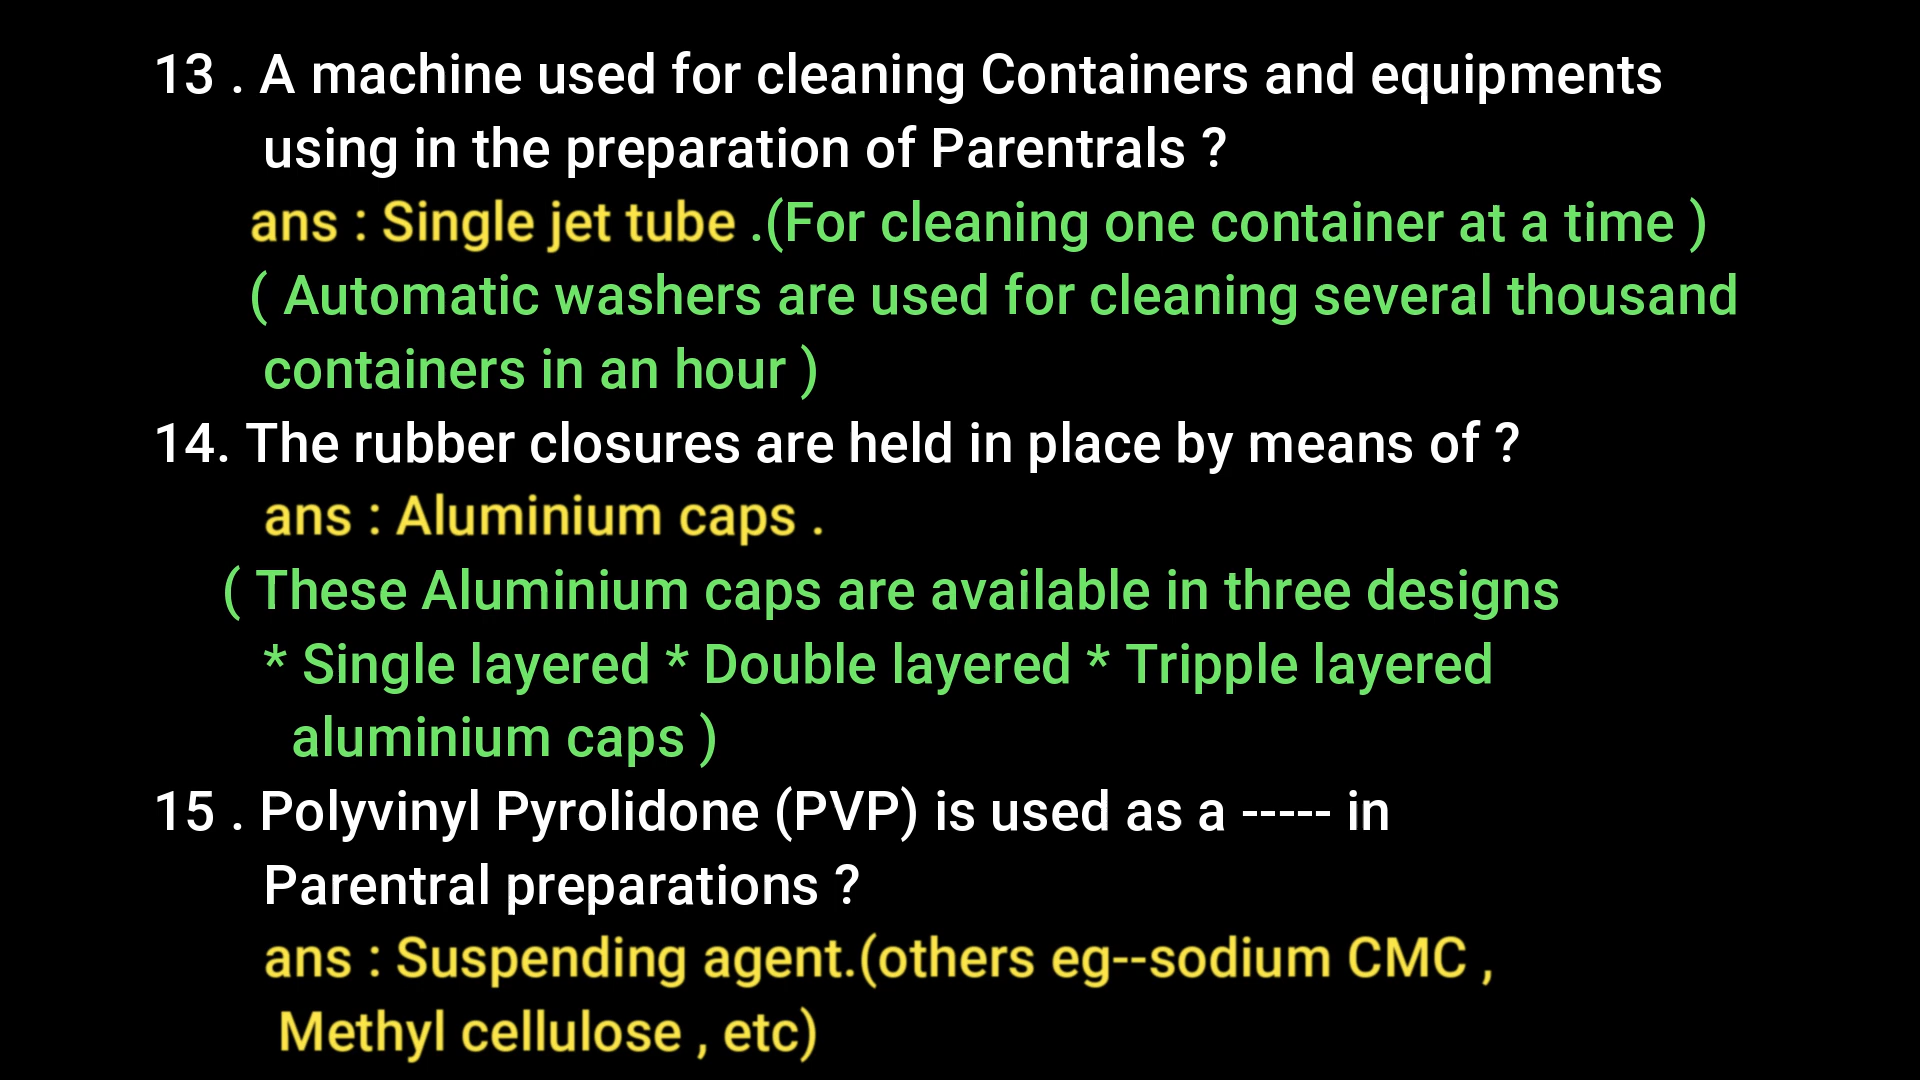 13 . A machine used for cleaning Containers and equipments
using in the preparation of Parentrals ?
ans : Single jet tube .(For cleaning one container at a time )
( Automatic washers are used for cleaning several thousand
containers in an hour )
14. The rubber closures are held in place by means of ?
ans : Aluminium caps .
( These Aluminium caps are available in three designs
* Single layered * Double layered * Tripple layered
aluminium caps )
15 . Polyvinyl Pyrolidone (PVP) is used as a ----- in
Parentral preparations ?
ans : Suspending agent.(others eg--sodium CMC ,
Methyl cellulose , etc)